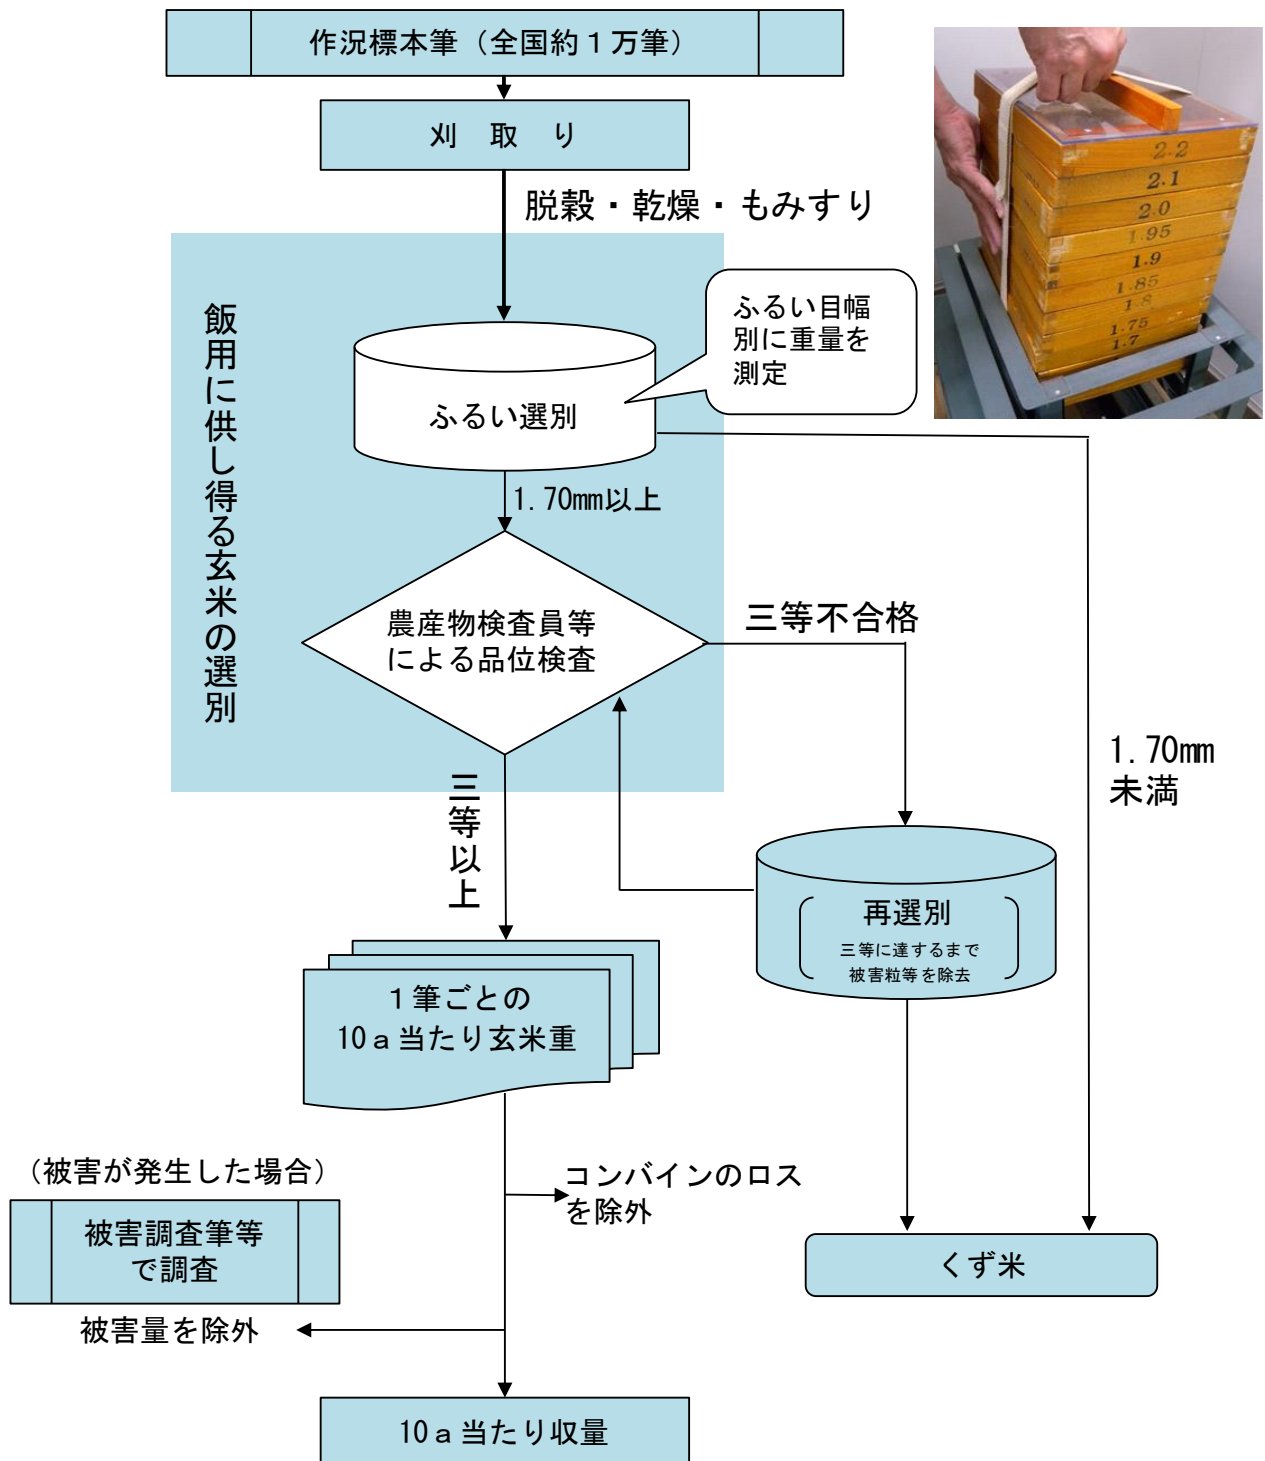 作況標本筆（全国約１万筆）
刈　取　り
脱穀・乾燥・もみすり
飯用に供し得る玄米の選別
ふるい目幅
別に重量を
測定
ふるい選別
2.2
2.1
2.0
1.95
1.9
1.85
1.8
1.75
1.7
1.70㎜以上
農産物検査員等
による品位検査
三等不合格
1.70㎜
未満
三等以上
再選別
三等に達するまで
被害粒等を除去
１筆ごとの
10ａ当たり玄米重
コンバインのロス
を除外
（被害が発生した場合）
被害調査筆等
で調査
被害量を除外
くず米
10ａ当たり収量